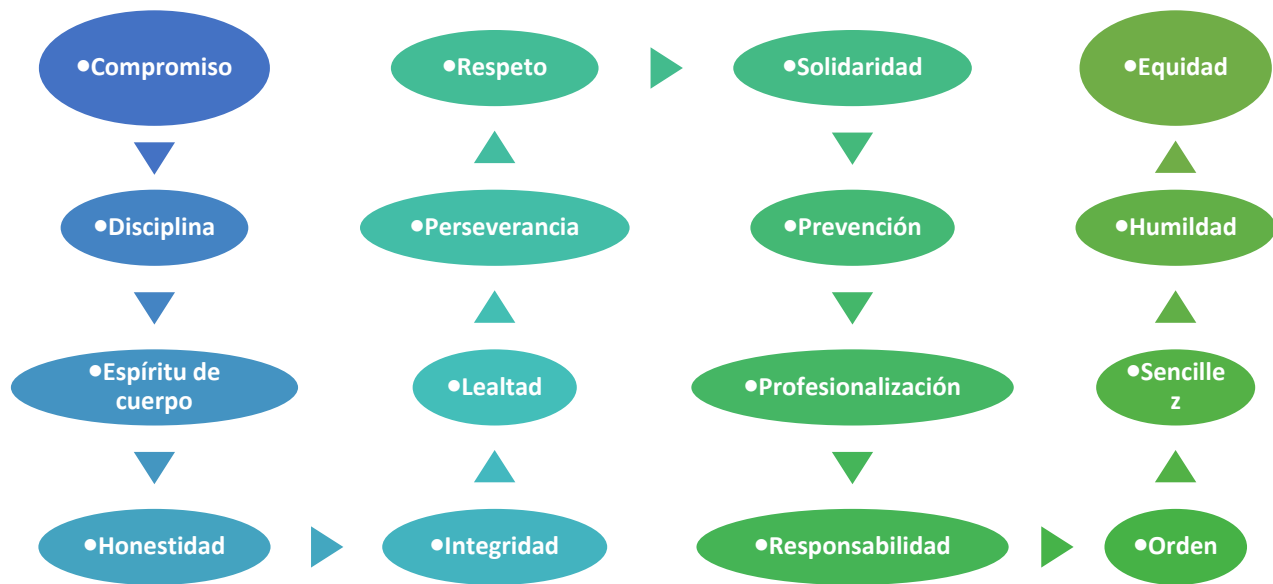 •Compromiso
•Disciplina
•Espíritu de
cuerpo
•Honestidad
•Integridad
•Lealtad
•Perseverancia
•Respeto
•Solidaridad
•Prevención
•Profesionalización
•Responsabilidad
•Orden
•Sencille
z
•Humildad
•Equidad